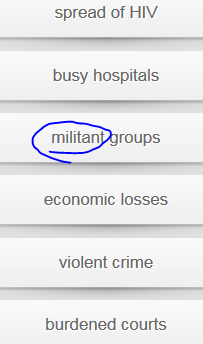 spread of HIV
busy hospitals
militant groups
economic losses
violent crime
burdened courts